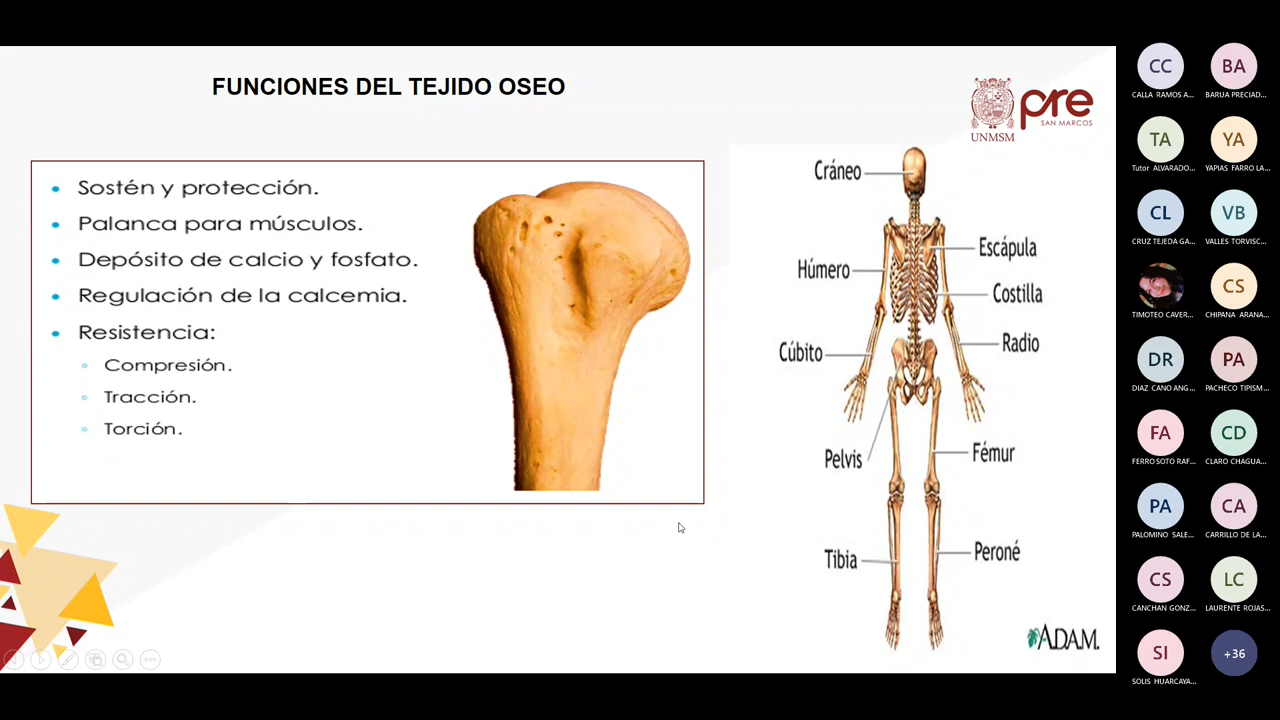 FUNCIONES DEL TEJIDO OSEO
UNMSM
pre
SAN MARCOS
Sostén y protección.
Palanca para músculos.
Depósito de calcio y fosfato.
Regulación de la calcemia.
Resistencia:
Compresión.
Tracción.
Torción.
Cráneo
Escápula
Húmero
Costilla
Cúbito
Radio
Pelvis
Fémur
Tibia
Peroné
A.D.A.M.
CC
CALLA RAMOS A...
BA
BARUA PRECIAD...
TA
Tutor ALVARADO...
YA
YAPIAS FARRO LA...
CL
CRUZ TEJEDA GA...
VB
VALLES TORVISC...
TIMOTEO CAVER...
CS
CHIPANA ARANA...
DR
DIAZ CANO ANG...
PA
PACHECO TIPISM...
FA
FERRO SOTO RAF...
CD
CLARO CHAGUA...
PA
PALOMINO SALE...
CA
CARRILLO DE LA...
CS
CANCHAN GONZ...
LC
LAURENTE ROJAS...
SI
SOLIS HUARCAYA...
+36